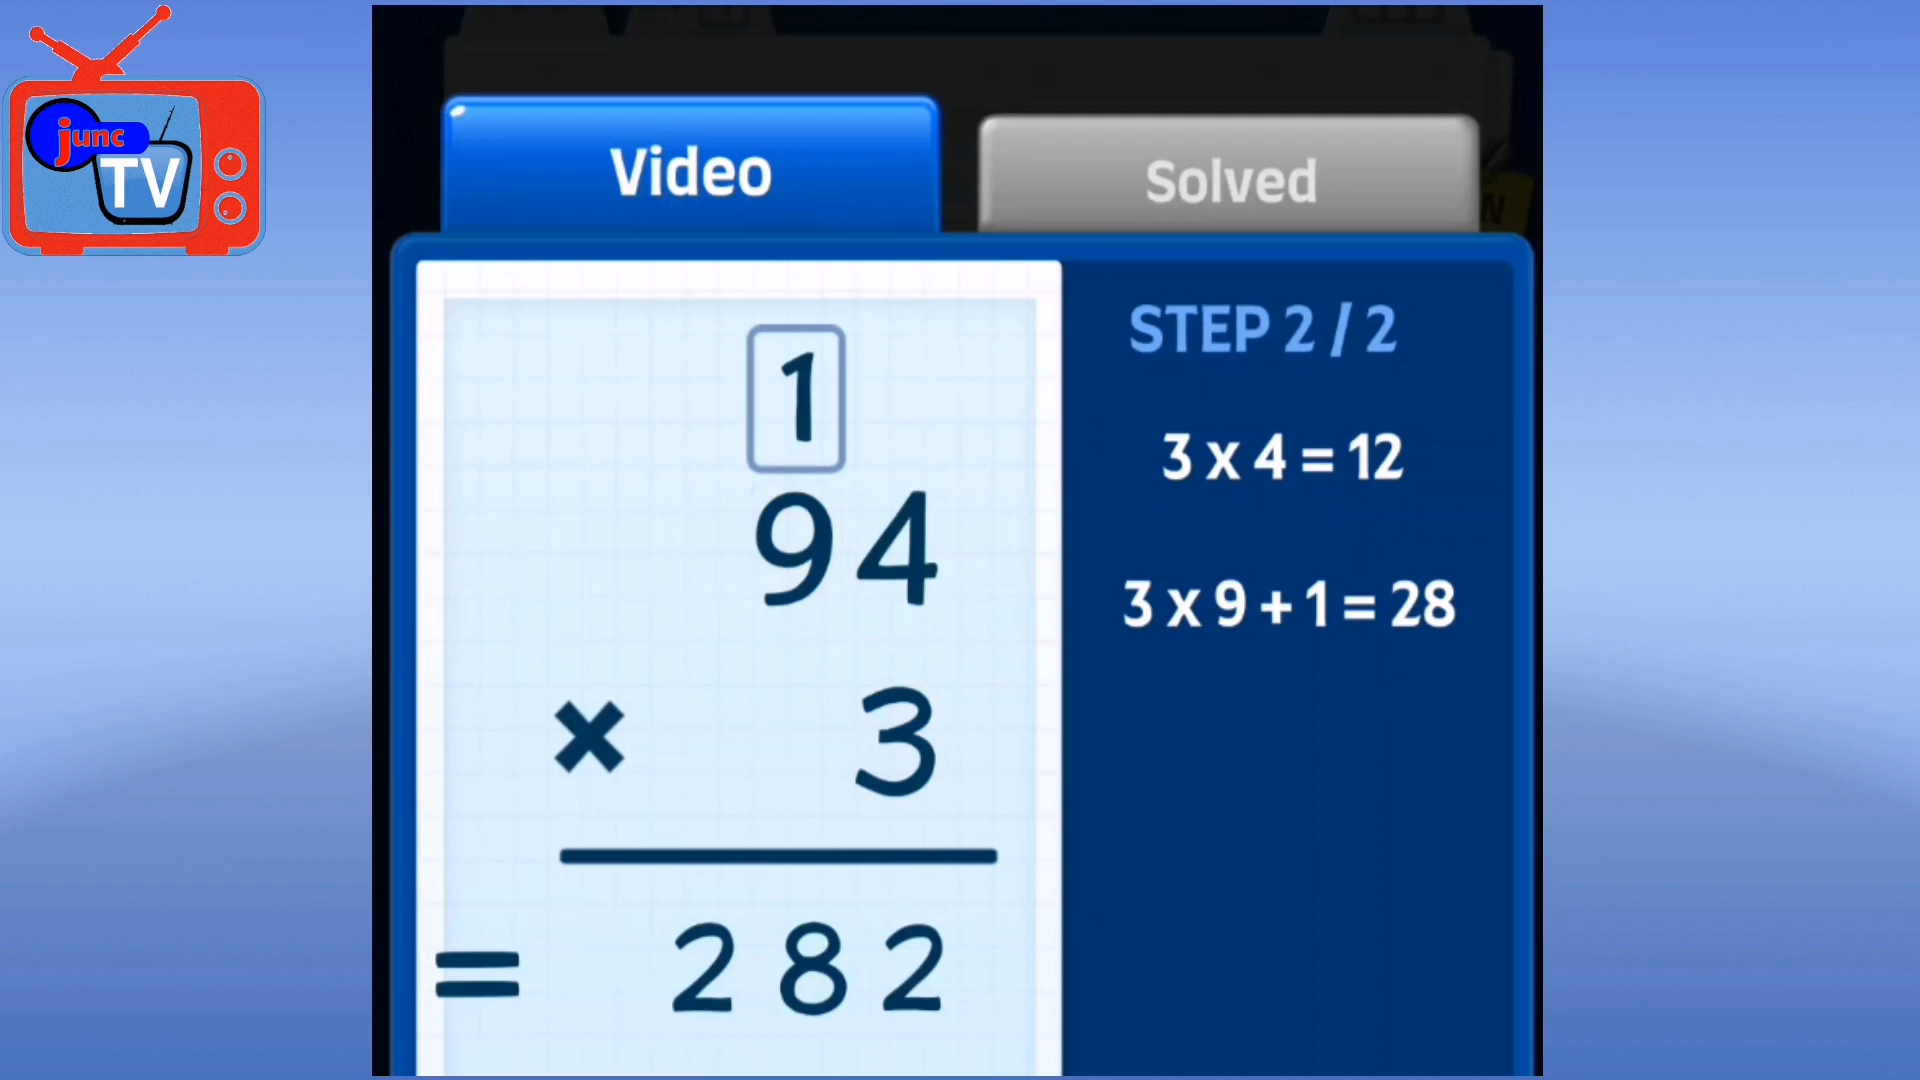 junc
TV
Video
Solved
1
94
× 3
= 282
STEP 2 / 2
3 x 4 = 12
3 x 9 + 1 = 28